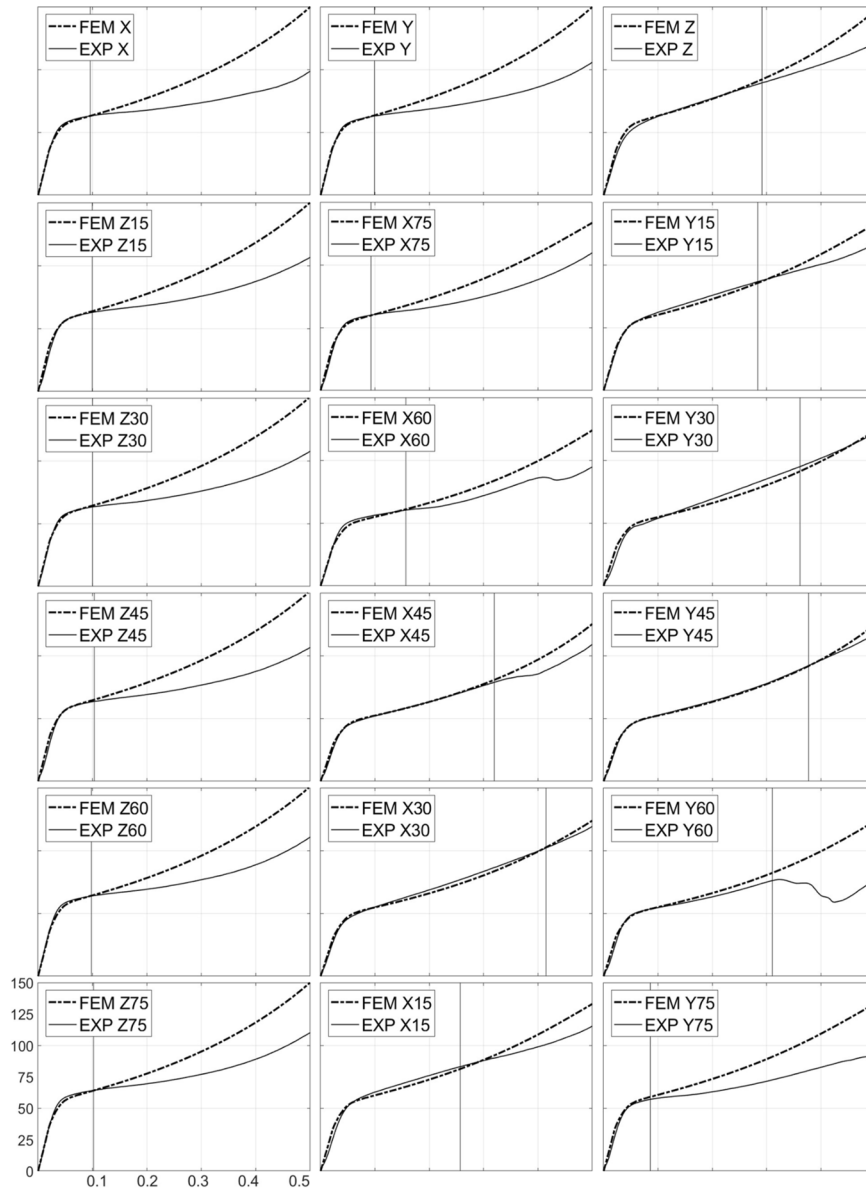 FEM X
EXP X
FEM Y
EXP Y
FEM Z
EXP Z
FEM Z15
EXP Z15
FEM X75
EXP X75
FEM Y15
EXP Y15
FEM Z30
EXP Z30
FEM X60
EXP X60
FEM Y30
EXP Y30
FEM Z45
EXP Z45
FEM X45
EXP X45
FEM Y45
EXP Y45
FEM Z60
EXP Z60
FEM X30
EXP X30
FEM Y60
EXP Y60
150
125
100
75
50
25
0
FEM Z75
EXP Z75
0.1 0.2 0.3 0.4 0.5
FEM X15
EXP X15
FEM Y75
EXP Y75